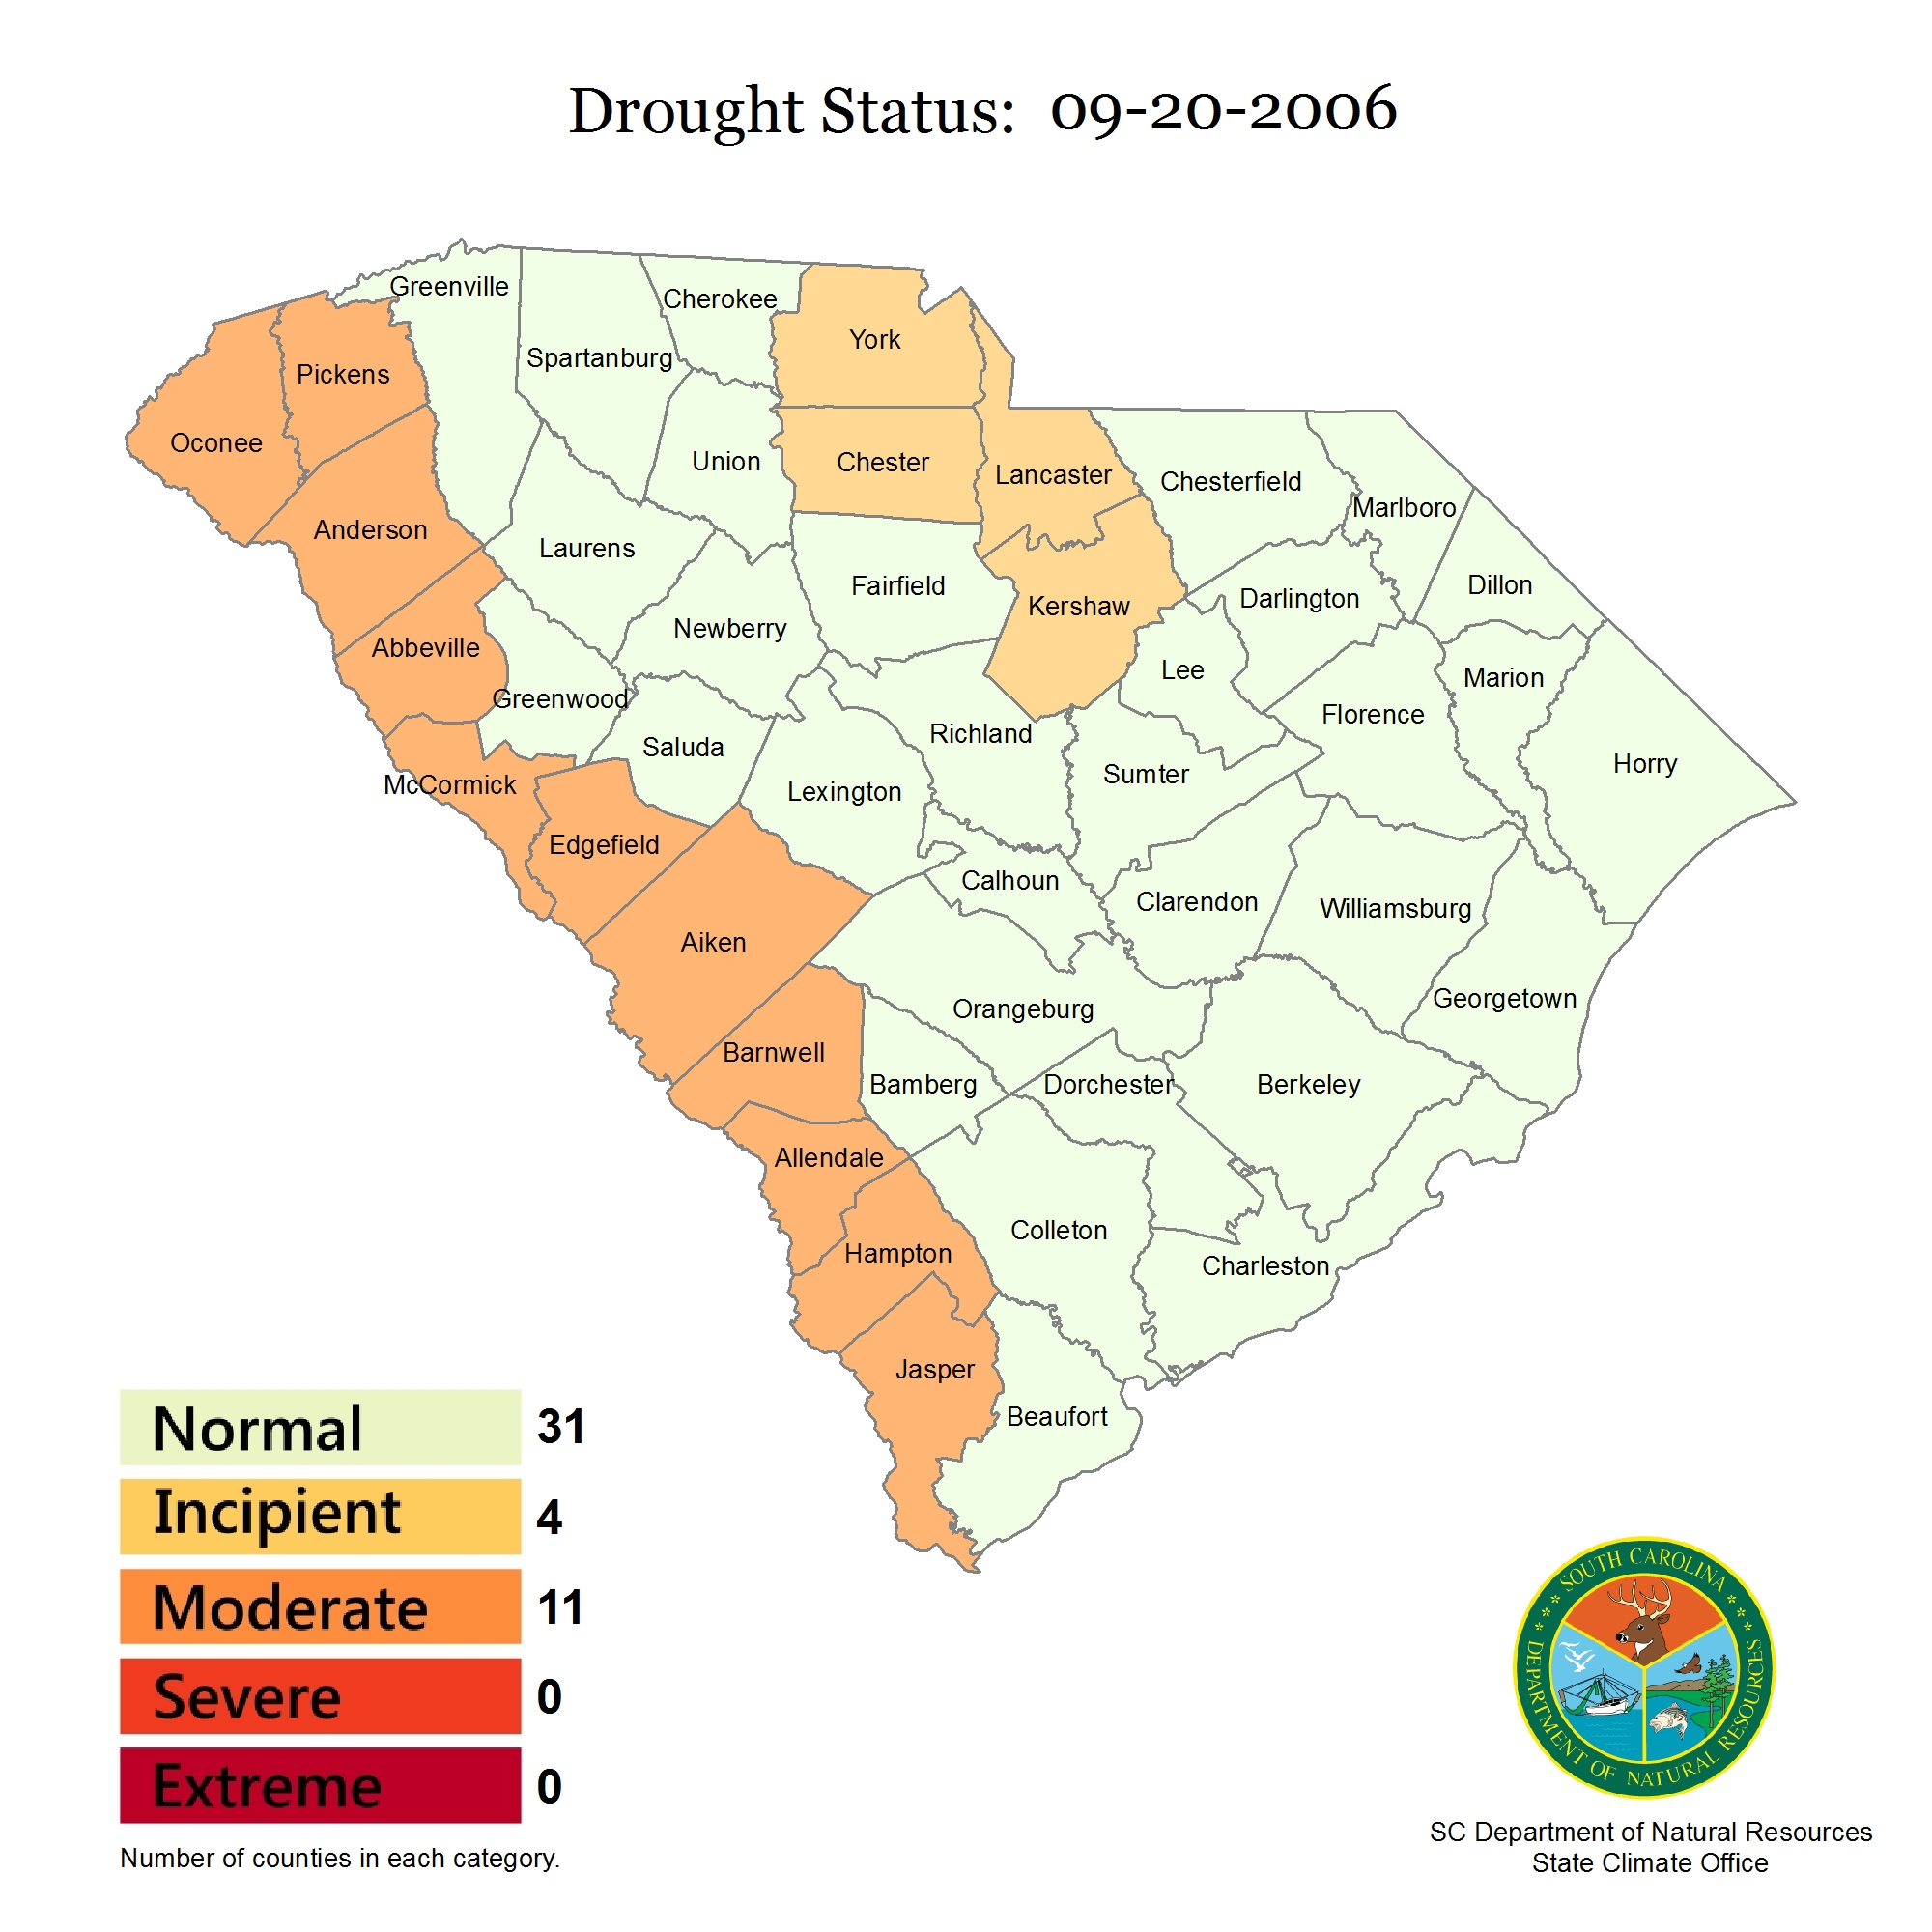 Drought Status: 09-20-2006
Greenville
Cherokee
York
Spartanburg
Pickens
Oconee
Union
Chester
Lancaster
Chesterfield
Marlboro
Anderson
Laurens
Fairfield
Kershaw
Darlington
Dillon
Abbeville
Newberry
Lee
Marion
Greenwood
Florence
Richland
Saluda
Horry
Sumter
McCormick
Lexington
Edgefield
Calhoun
Clarendon
Williamsburg
Aiken
Georgetown
Orangeburg
Barnwell
Bamberg
Dorchester
Berkeley
Allendale
Colleton
Hampton
Charleston
Jasper
Beaufort
Normal 31
Incipient 4
Moderate 11
Severe 0
Extreme 0
Number of counties in each category.
SOUTH CAROLINA
DEPARTMENT OF NATURAL RESOURCES
SC Department of Natural Resources
State Climate Office